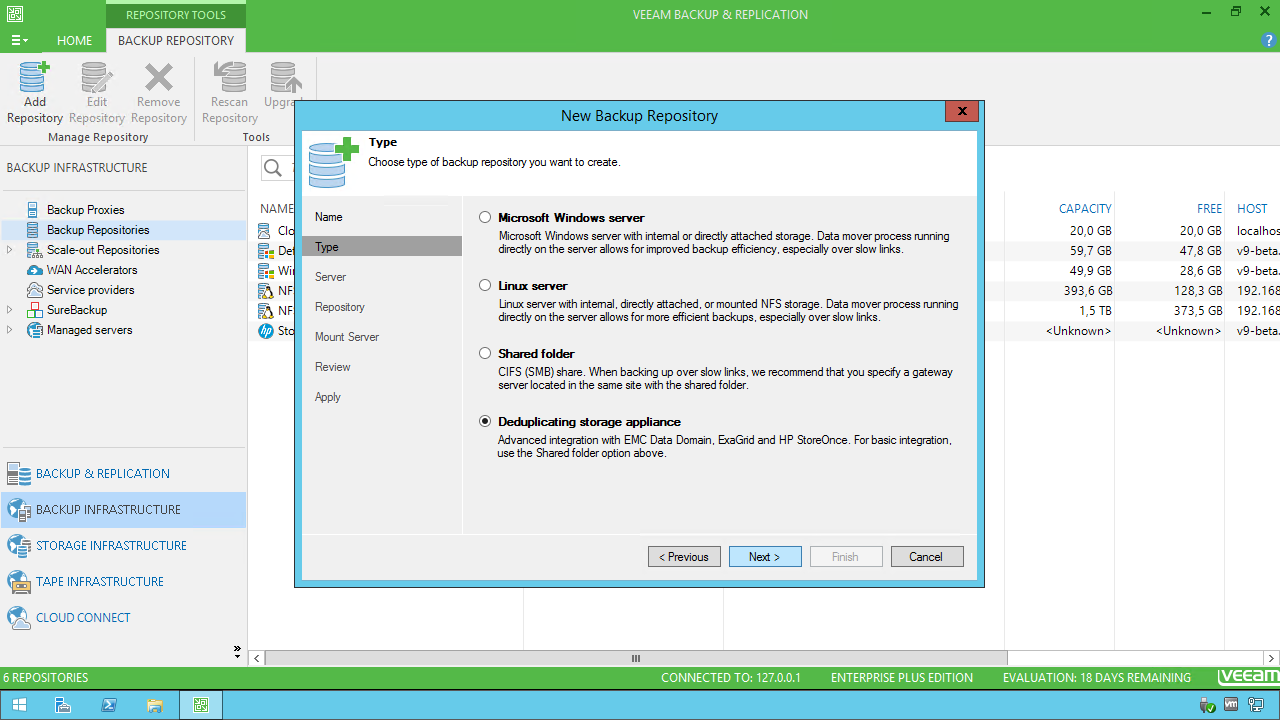 REPOSITORY TOOLS
VEEAM BACKUP & REPLICATION
HOME
BACKUP REPOSITORY
Add
Repository
Edit
Repository
Remove
Repository
Rescan
Repository
Manage Repository
Tools
New Backup Repository
Type
Choose type of backup repository you want to create.
BACKUP INFRASTRUCTURE
Backup Proxies
Backup Repositories
Scale-out Repositories
WAN Accelerators
Service providers
SureBackup
Managed servers
BACKUP & REPLICATION
BACKUP INFRASTRUCTURE
STORAGE INFRASTRUCTURE
TAPE INFRASTRUCTURE
CLOUD CONNECT
Name
Type
Server
Repository
Mount Server
Review
Apply
Microsoft Windows server
Microsoft Windows server with internal or directly attached storage. Data mover process running
directly on the server allows for improved backup efficiency, especially over slow links.
Linux server
Linux server with internal, directly attached, or mounted NFS storage. Data mover process running
directly on the server allows for more efficient backups, especially over slow links.
Shared folder
CIFS (SMB) share. When backing up over slow links, we recommend that you specify a gateway
server located in the same site with the shared folder.
Deduplicating storage appliance
Advanced integration with EMC Data Domain, ExaGrid and HP StoreOnce. For basic integration,
use the Shared folder option above.
< Previous
Next >
Finish
Cancel
NAME
CAPACITY FREE HOST
20,0 GB 20,0 GB localhos
59,7 GB 47,8 GB v9-beta.
49,9 GB 28,6 GB v9-beta.
NF 393,6 GB 128,3 GB 192.168
NF 1,5 TB 373,5 GB 192.168
hp Sto <Unknown> <Unknown> v9-beta.
6 REPOSITORIES
CONNECTED TO: 127.0.0.1
ENTERPRISE PLUS EDITION
EVALUATION: 18 DAYS REMAINING
veeam